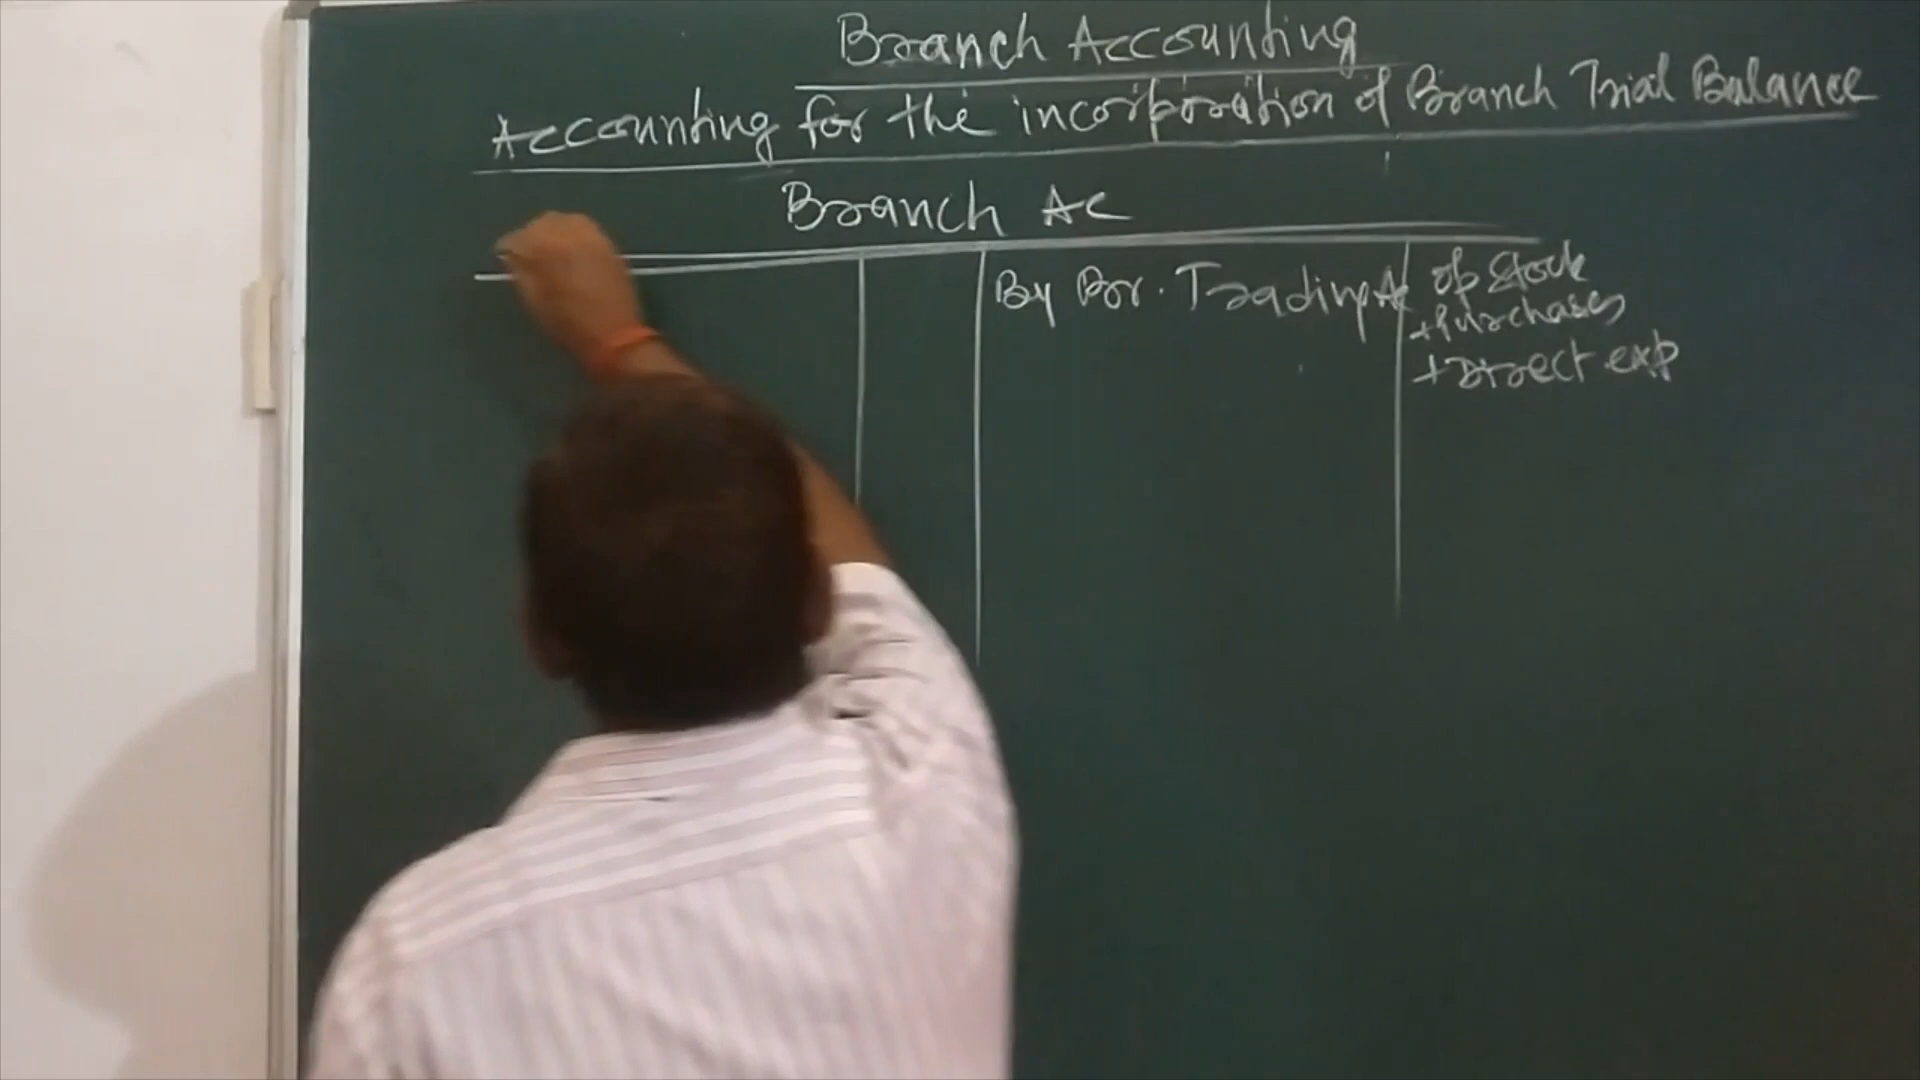 Branch Accounting
Accounting for the incorporation of Branch Trial Balance
Branch Ac
By Br. Trading Ac
op stock
+Purchases
+Direct exp